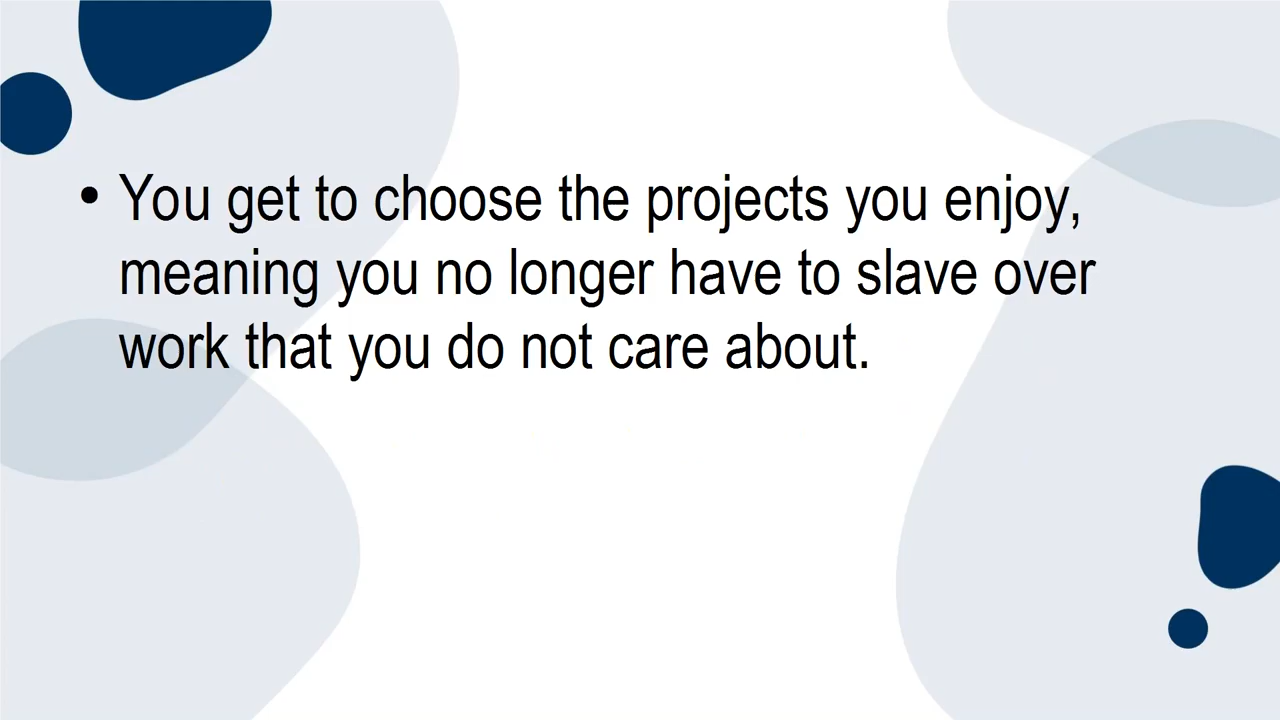 • You get to choose the projects you enjoy,
meaning you no longer have to slave over
work that you do not care about.